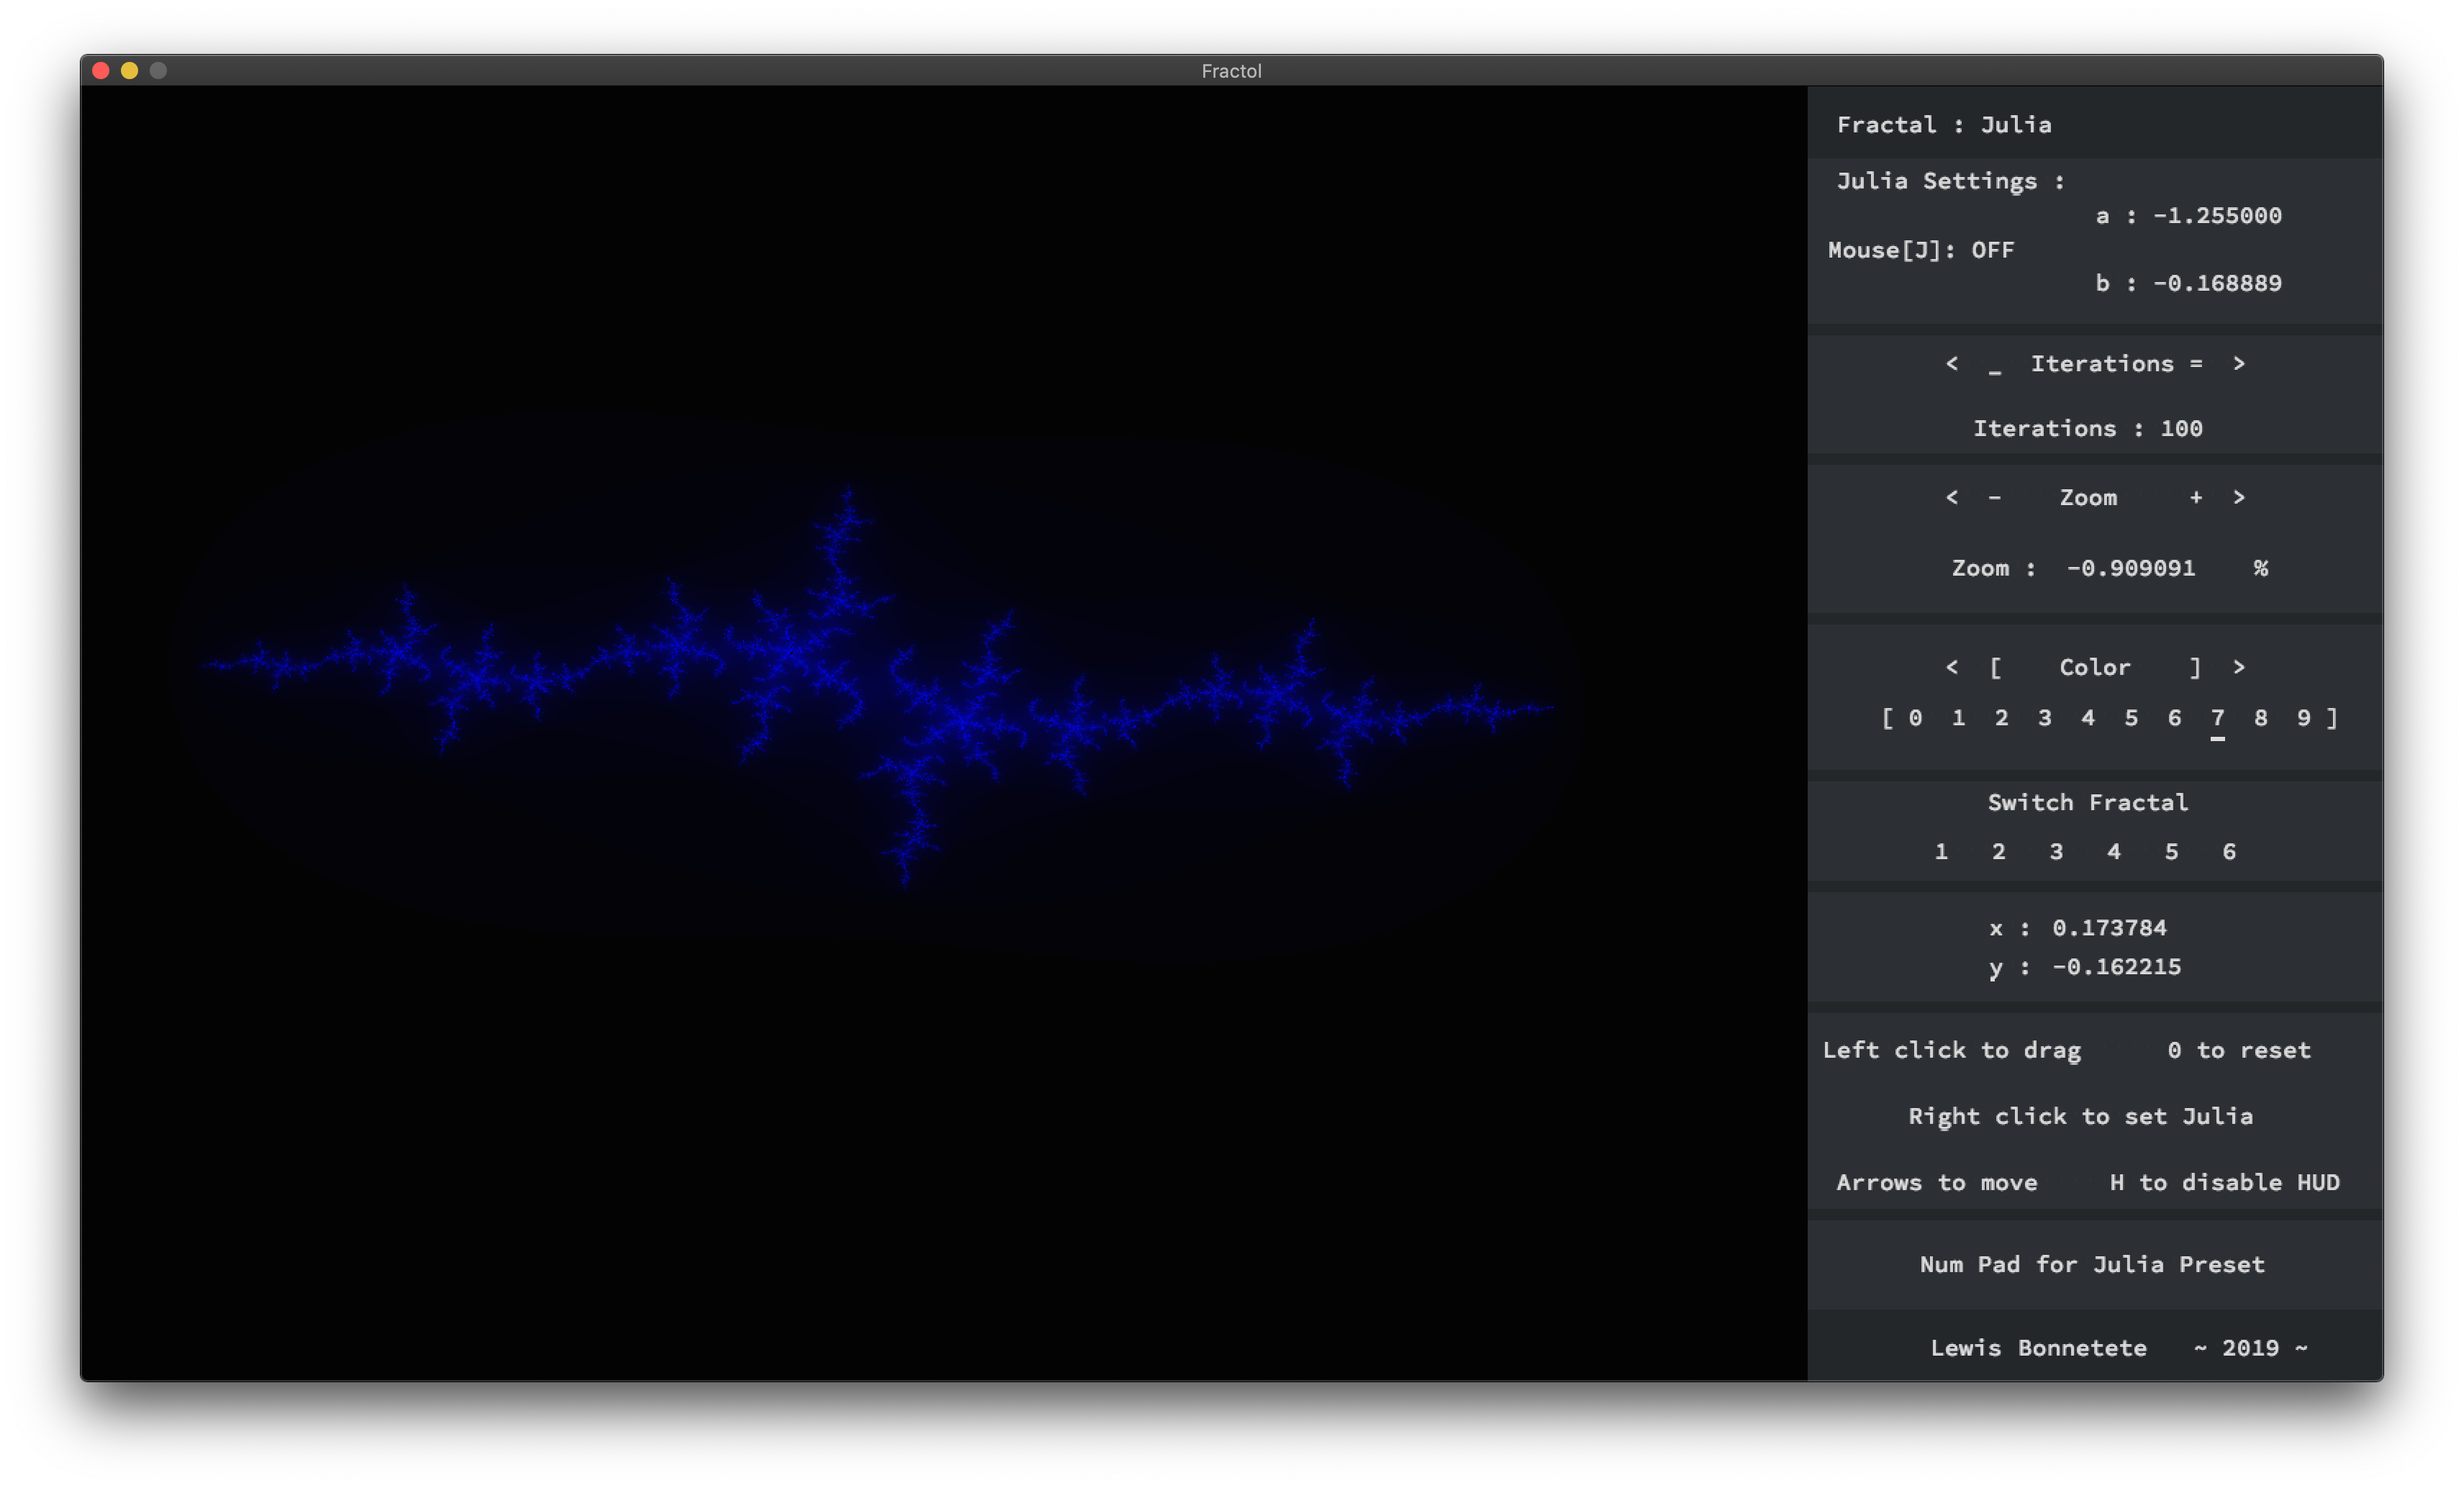 Fractol
Fractal : Julia
Julia Settings :
a : -1.255000
Mouse[J]: OFF
b : -0.168889
< _ Iterations = >
Iterations : 100
< - Zoom + >
Zoom : -0.909091 %
< [ Color ] >
[ 0 1 2 3 4 5 6 7 8 9 ]
Switch Fractal
1 2 3 4 5 6
x : 0.173784
y : -0.162215
Left click to drag 0 to reset
Right click to set Julia
Arrows to move H to disable HUD
Num Pad for Julia Preset
Lewis Bonnetete ~ 2019 ~